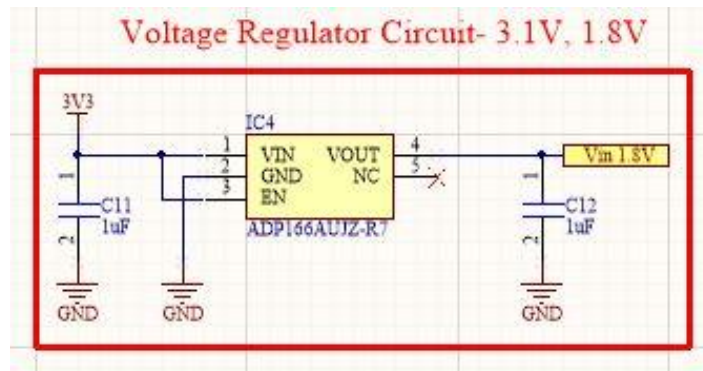 Voltage Regulator Circuit- 3.1V, 1.8V
3V3
IC4
1 VIN VOUT 4
2 GND NC 5
3 EN
ADP166AUJZ-R7
Vin 1.8V
1
C11
1uF
2
1
C12
1uF
2
GND
GND
GND